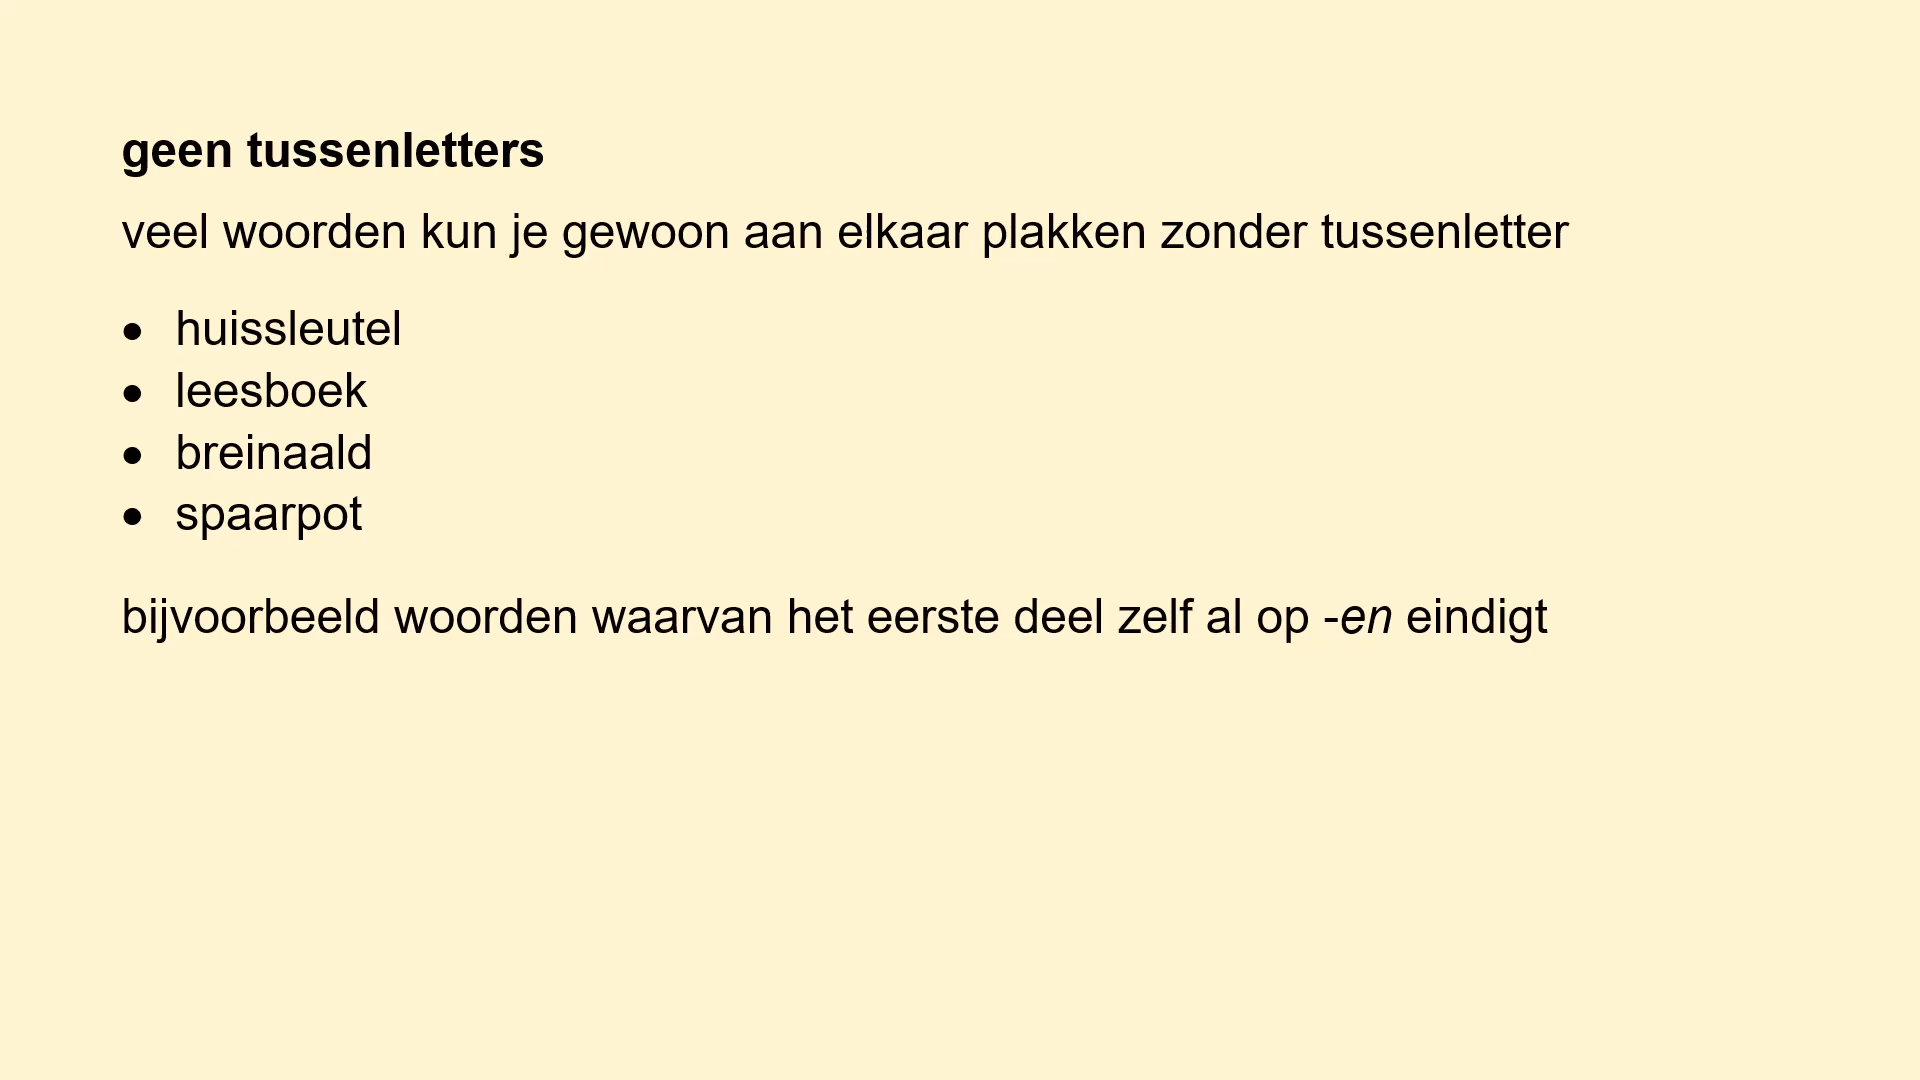 geen tussenletters
veel woorden kun je gewoon aan elkaar plakken zonder tussenletter
• huissleutel
• leesboek
• breinaald
• spaarpot
bijvoorbeeld woorden waarvan het eerste deel zelf al op -en eindigt